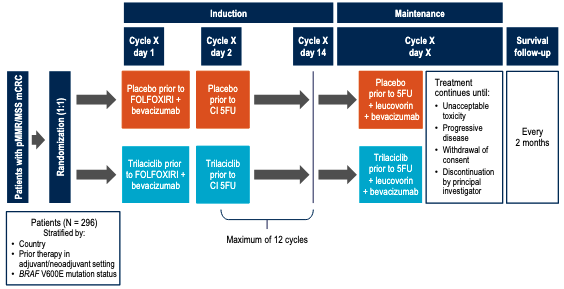 Induction
Maintenance
Cycle X
day 1
Cycle X
day 2
Cycle X
day 14
Cycle X
day X
Survival
follow-up
Patients with pMMR/MSS mCRC
Randomization (1:1)
Placebo prior to
FOLFOXIRI +
bevacizumab
Placebo
prior to
CI 5FU
Placebo
prior to 5FU
+ leucovorin +
bevacizumab
Trilaciclib prior
to FOLFOXIRI +
bevacizumab
Trilaciclib
prior to
CI 5FU
Trilaciclib
prior to 5FU
+ leucovorin
+ bevacizumab
Treatment
continues until:
• Unacceptable
toxicity
• Progressive
disease
• Withdrawal of
consent
• Discontinuation
by principal
investigator
Every
2 months
Maximum of 12 cycles
Patients (N = 296)
Stratified by:
• Country
• Prior therapy in
adjuvant/neoadjuvant setting
• BRAF V600E mutation status